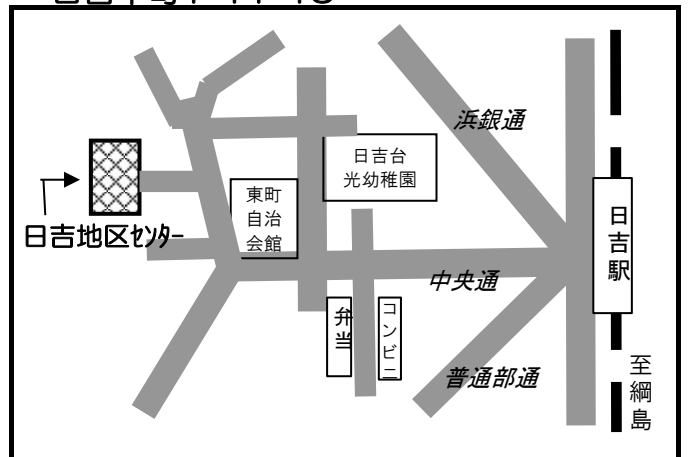 浜銀通
日吉台
光幼稚園
東町
自治
会館
日吉地区ｾﾝﾀｰ
日吉駅
中央通
弁当
コンビニ
普通部通
至綱島